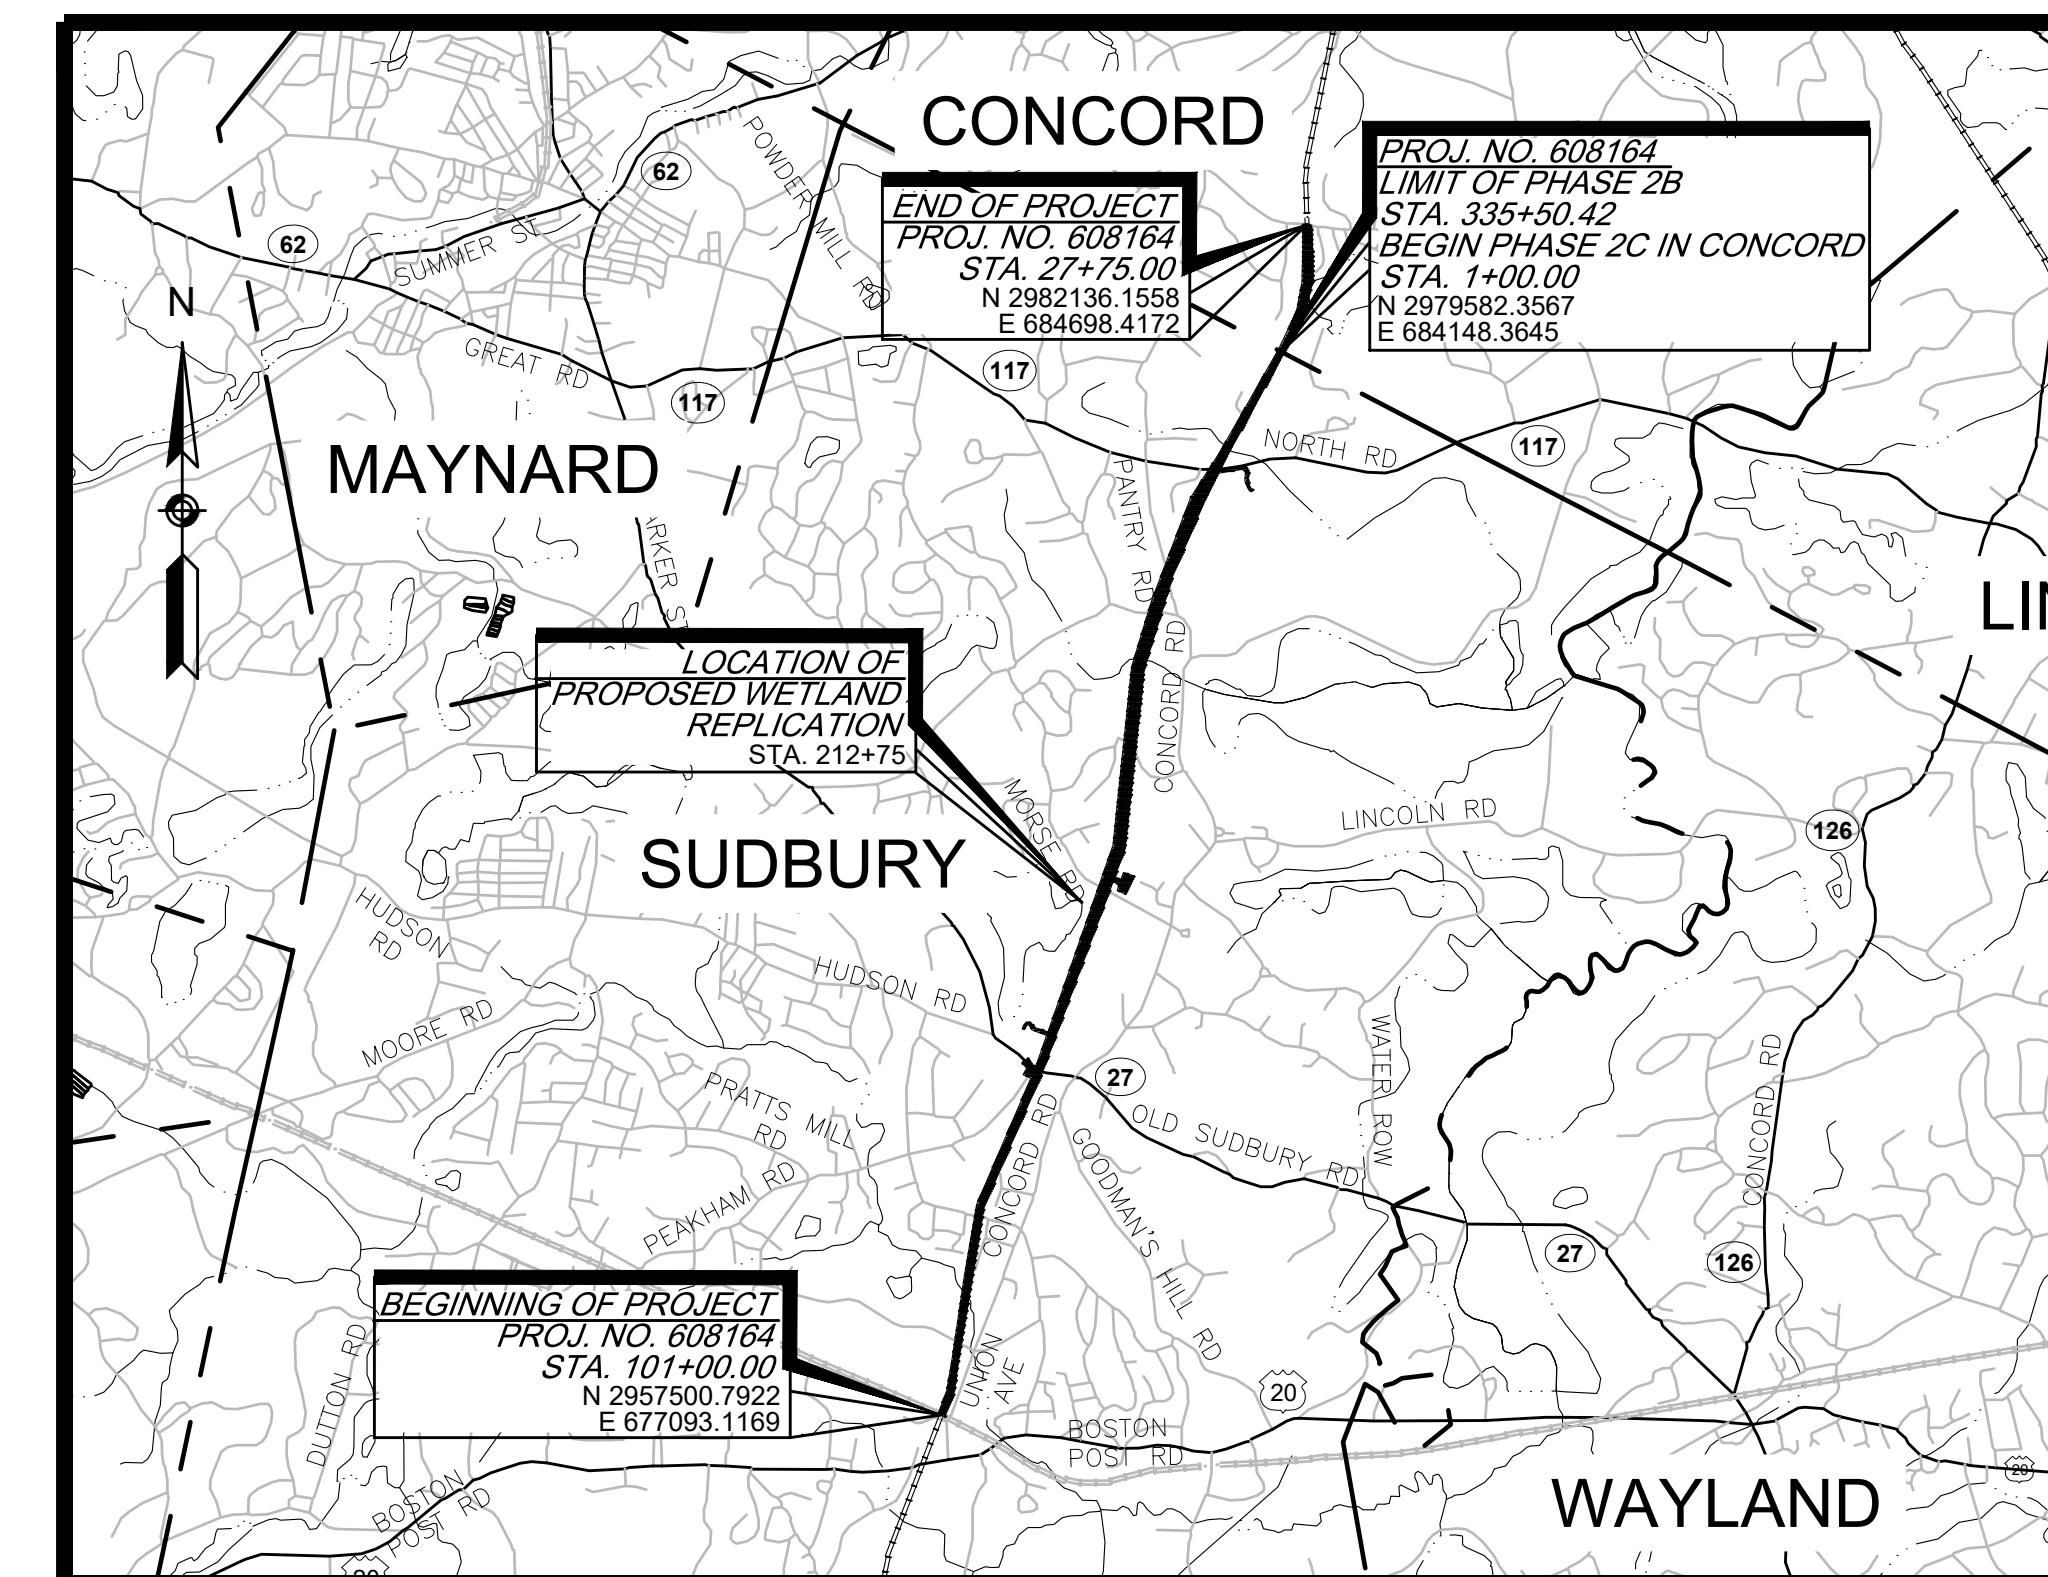 CONCORD
POWDER MILL RD
62
62
SUMMER ST
END OF PROJECT
PROJ. NO. 608164
STA. 27+75.00
N 2982136.1558
E 684698.4172
PROJ. NO. 608164
LIMIT OF PHASE 2B
STA. 335+50.42
BEGIN PHASE 2C IN CONCORD
STA. 1+00.00
N 2979582.3567
E 684148.3645
N
GREAT RD
117
117
NORTH RD
117
MAYNARD
PANTRY RD
LOCATION OF
PROPOSED WETLAND
REPLICATION
STA. 212+75
CONCORD RD
MORSE RD
LINCOLN RD
126
SUDBURY
HUDSON
RD
HUDSON RD
MOORE RD
WATER ROW
CONCORD RD
27
PRATTS MILL
RD
OLD SUDBURY RD
CONCORD RD
GOODMAN'S HILL RD
PEAKHAM RD
27
126
BEGINNING OF PROJECT
PROJ. NO. 608164
STA. 101+00.00
N 2957500.7922
E 677093.1169
DUTTON RD
UNION
AVE
20
BOSTON
POST RD
BOSTON
POST RD
20
WAYLAND